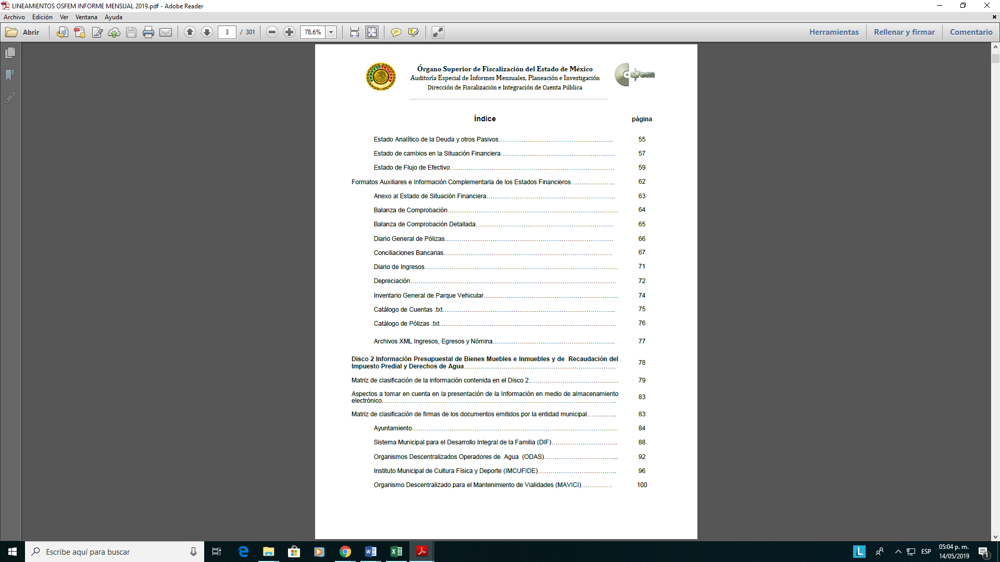 LINEAMIENTOS OSFEM INFORME MENSUAL 2019.pdf - Adobe Reader
Archivo Edición Ver Ventana Ayuda
Abrir 3 / 301 78.6% Herramientas Rellenar y firmar Comentario
Órgano Superior de Fiscalización del Estado de México
Auditoría Especial de Informes Mensuales, Planeación e Investigación
Dirección de Fiscalización e Integración de Cuenta Pública
osfem
Índice página
Estado Analítico de la Deuda y otros Pasivos………………………………………………. 55
Estado de cambios en la Situación Financiera………………………………………………. 57
Estado de Flujo de Efectivo……………………………………………………………………. 59
Formatos Auxiliares e Información Complementaria de los Estados Financieros………………… 62
Anexo al Estado de Situación Financiera…………………………………………………….. 63
Balanza de Comprobación………………………………………………………………………. 64
Balanza de Comprobación Detallada………………………………………………………… 65
Diario General de Pólizas……………………………………………………………………… 66
Conciliaciones Bancarias……………………………………………………………………… 67
Diario de Ingresos………………………………………………………………………………… 71
Depreciación……………………………………………………………………………………… 72
Inventario General de Parque Vehicular……………………………………………………….. 74
Catálogo de Cuentas .txt……………………………………………………………………….. 75
Catálogo de Pólizas .txt…………………………………………………………………………. 76
Archivos XML Ingresos, Egresos y Nómina………………………………………………….. 77
Disco 2 Información Presupuestal de Bienes Muebles e Inmuebles y de Recaudación del
Impuesto Predial y Derechos de Agua………………………………………………………………. 78
Matriz de clasificación de la información contenida en el Disco 2…………………………………… 79
Aspectos a tomar en cuenta en la presentación de la Información en medio de almacenamiento
electrónico………………………………………………………………………………………………….. 83
Matriz de clasificación de firmas de los documentos emitidos por la entidad municipal………….. 83
Ayuntamiento……………………………………………………………………………………… 84
Sistema Municipal para el Desarrollo Integral de la Familia (DIF)………………………….. 88
Organismos Descentralizados Operadores de Agua (ODAS)……………………………... 92
Instituto Municipal de Cultura Física y Deporte (IMCUFIDE)……………………………….. 96
Organismo Descentralizado para el Mantenimiento de Vialidades (MAVICI)…………… 100
Escribe aquí para buscar
L ESP 05:04 p. m.
14/05/2019 1